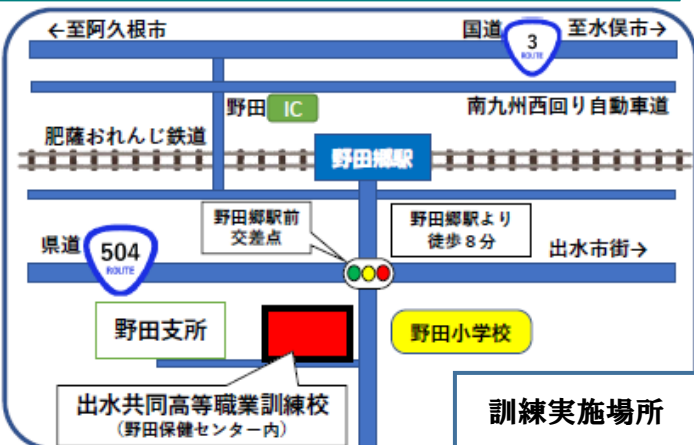 ←至阿久根市
国道
3
ROUTE
至水俣市→
野田
IC
南九州西回り自動車道
肥薩おれんじ鉄道
野田郷駅
野田郷駅前
交差点
野田郷駅より
徒歩８分
県道
504
ROUTE
出水市街→
野田支所
野田小学校
出水共同高等職業訓練校
（野田保健センター内）
訓練実施場所